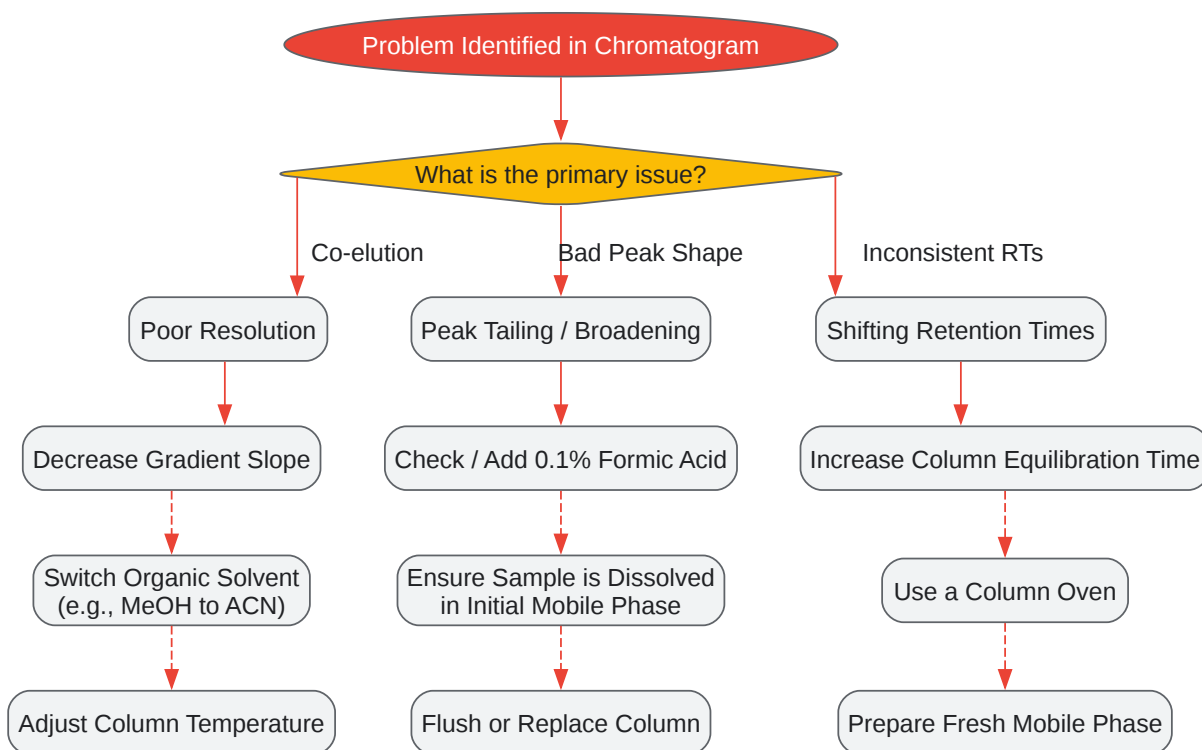 Problem Identified in Chromatogram
What is the primary issue?
Co-elution
Bad Peak Shape
Inconsistent RTs
Poor Resolution
Peak Tailing / Broadening
Shifting Retention Times
Decrease Gradient Slope
Check / Add 0.1% Formic Acid
Increase Column Equilibration Time
Switch Organic Solvent
(e.g., MeOH to ACN)
Ensure Sample is Dissolved
in Initial Mobile Phase
Use a Column Oven
Adjust Column Temperature
Flush or Replace Column
Prepare Fresh Mobile Phase